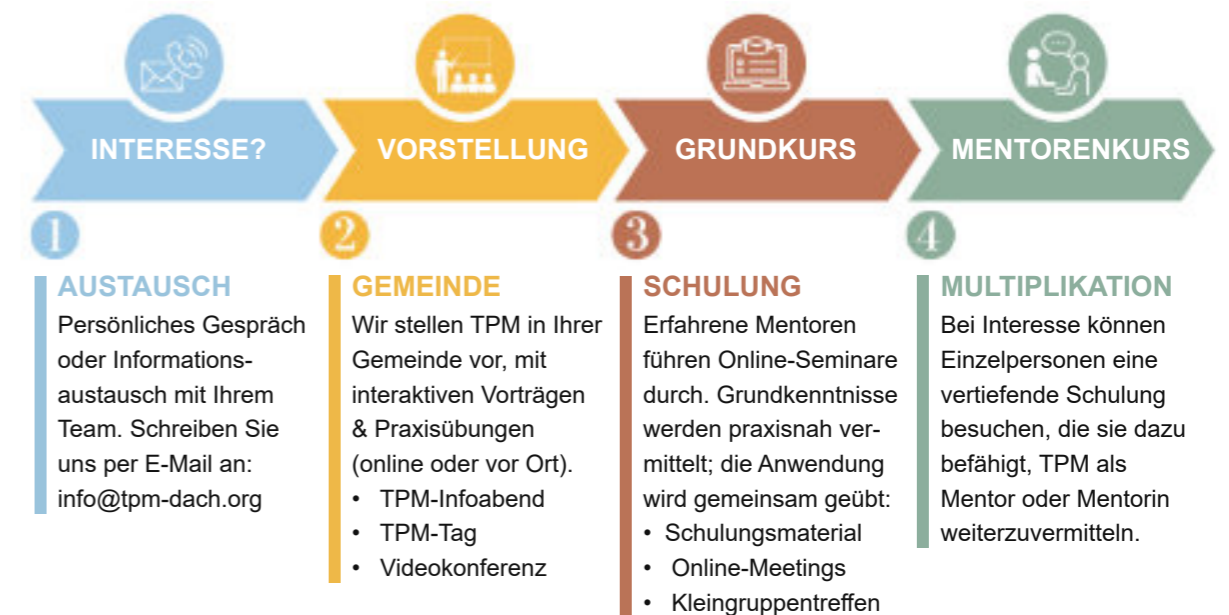 INTERESSE?
VORSTELLUNG
GRUNDKURS
MENTORENKURS
1
AUSTAUSCH
Persönliches Gespräch
oder Informations-
austausch mit Ihrem
Team. Schreiben Sie
uns per E-Mail an:
info@tpm-dach.org
2
GEMEINDE
Wir stellen TPM in Ihrer
Gemeinde vor, mit
interaktiven Vorträgen
& Praxisübungen
(online oder vor Ort).
• TPM-Infoabend
• TPM-Tag
• Videokonferenz
3
SCHULUNG
Erfahrene Mentoren
führen Online-Seminare
durch. Grundkenntnisse
werden praxisnah ver-
mittelt; die Anwendung
wird gemeinsam geübt:
• Schulungsmaterial
• Online-Meetings
• Kleingruppentreffen
4
MULTIPLIKATION
Bei Interesse können
Einzelpersonen eine
vertiefende Schulung
besuchen, die sie dazu
befähigt, TPM als
Mentor oder Mentorin
weiterzuvermitteln.